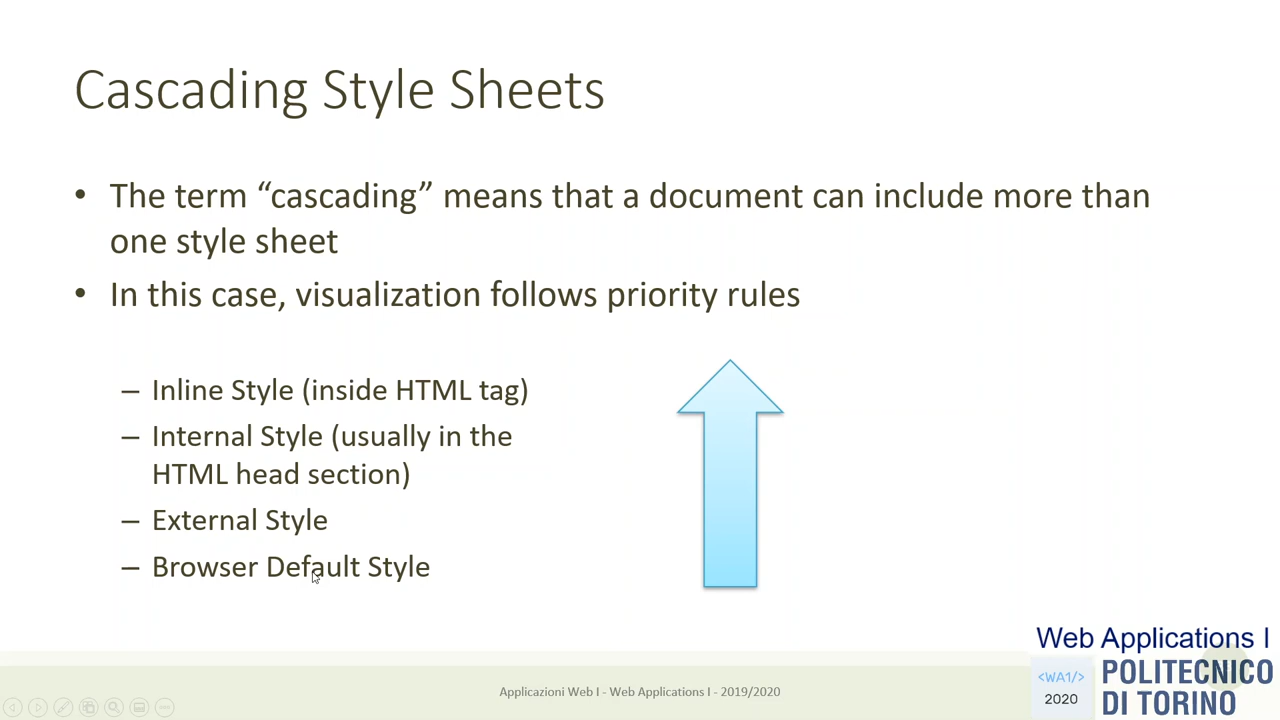 Cascading Style Sheets
• The term “cascading” means that a document can include more than
one style sheet
• In this case, visualization follows priority rules
– Inline Style (inside HTML tag)
– Internal Style (usually in the
HTML head section)
– External Style
– Browser Default Style
Web Applications I
Applicazioni Web I - Web Applications I - 2019/2020
<WA1/>
2020
POLITECNICO
DI TORINO